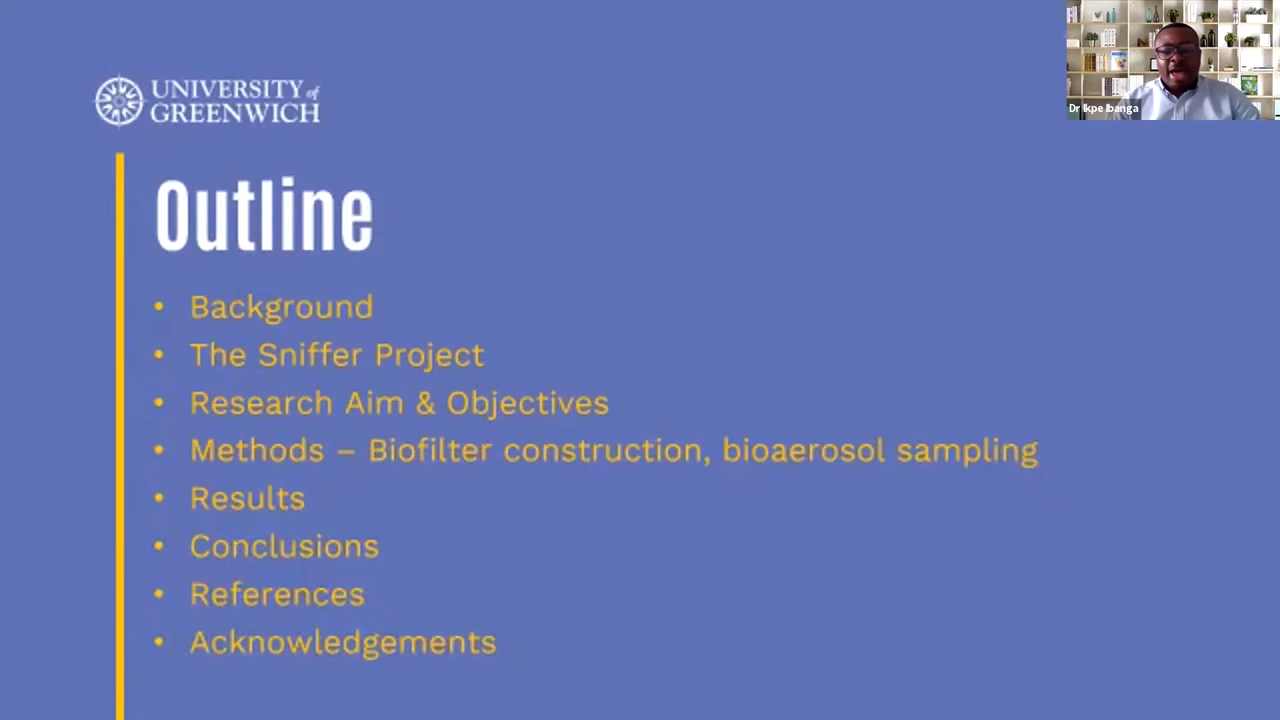 UNIVERSITY of
GREENWICH
Dr Ikpe Ibanga
Outline
• Background
• The Sniffer Project
• Research Aim & Objectives
• Methods – Biofilter construction, bioaerosol sampling
• Results
• Conclusions
• References
• Acknowledgements